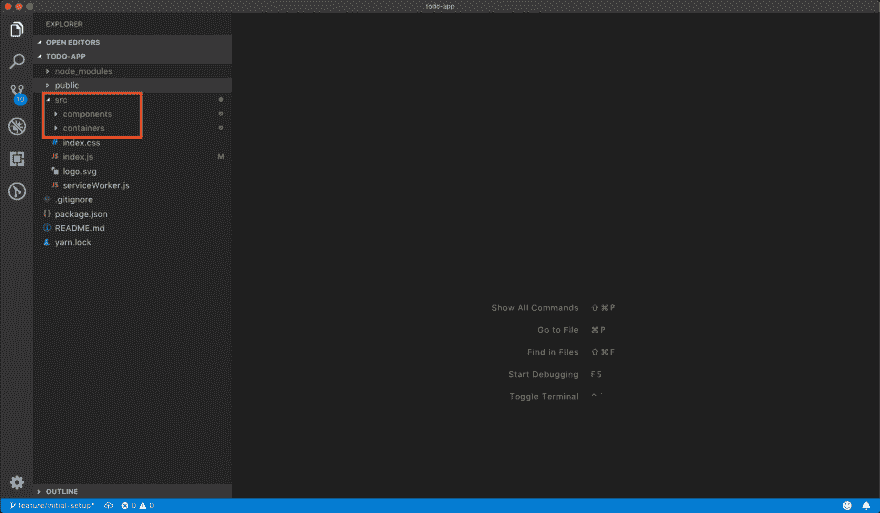 todo-app
EXPLORER
OPEN EDITORS
TODO-APP
node_modules
public
src
components
containers
index.css
JS index.js M
logo.svg
JS serviceWorker.js
.gitignore
{} package.json
README.md
yarn.lock
10
Show All Commands ⇧⌘P
Go to File ⌘P
Find in Files ⇧⌘F
Start Debugging F5
Toggle Terminal ^`
OUTLINE
feature/initial-setup* 0 0